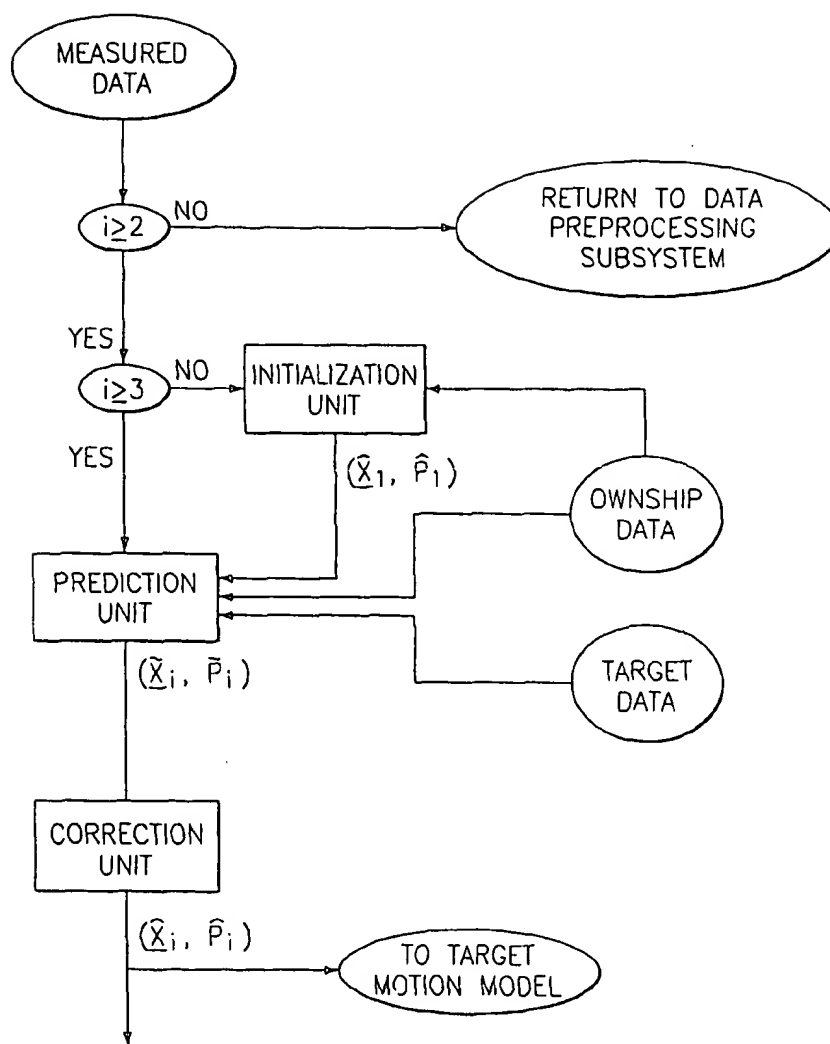 MEASURED
DATA
i≥2
NO
RETURN TO DATA
PREPROCESSING
SUBSYSTEM
YES
i≥3
NO
INITIALIZATION
UNIT
YES
(X̂₁, P̂₁)
OWNSHIP
DATA
PREDICTION
UNIT
(X̃ᵢ, P̃ᵢ)
TARGET
DATA
CORRECTION
UNIT
(X̂ᵢ, P̂ᵢ)
TO TARGET
MOTION MODEL